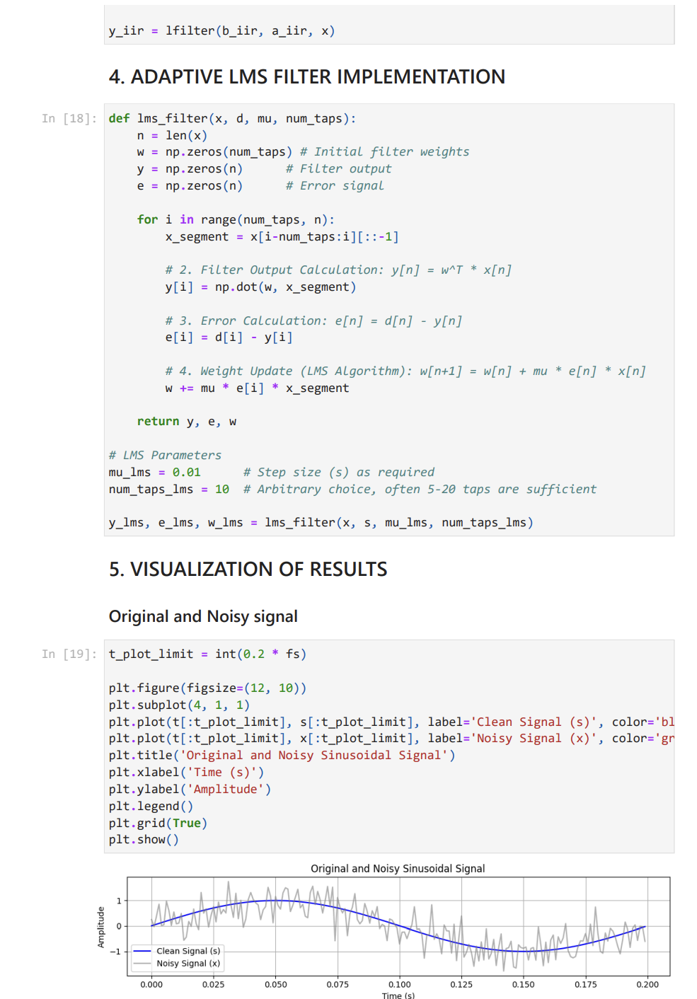 y_iir = lfilter(b_iir, a_iir, x)
4. ADAPTIVE LMS FILTER IMPLEMENTATION
In [18]:
def lms_filter(x, d, mu, num_taps):
    n = len(x)
    w = np.zeros(num_taps) # Initial filter weights
    y = np.zeros(n)      # Filter output
    e = np.zeros(n)      # Error signal
    for i in range(num_taps, n):
        x_segment = x[i-num_taps:i][::-1]
        # 2. Filter Output Calculation: y[n] = w^T * x[n]
        y[i] = np.dot(w, x_segment)
        # 3. Error Calculation: e[n] = d[n] - y[n]
        e[i] = d[i] - y[i]
        # 4. Weight Update (LMS Algorithm): w[n+1] = w[n] + mu * e[n] * x[n]
        w += mu * e[i] * x_segment
    return y, e, w
# LMS Parameters
mu_lms = 0.01      # Step size (s) as required
num_taps_lms = 10  # Arbitrary choice, often 5-20 taps are sufficient
y_lms, e_lms, w_lms = lms_filter(x, s, mu_lms, num_taps_lms)
5. VISUALIZATION OF RESULTS
Original and Noisy signal
In [19]:
t_plot_limit = int(0.2 * fs)
plt.figure(figsize=(12, 10))
plt.subplot(4, 1, 1)
plt.plot(t[:t_plot_limit], s[:t_plot_limit], label='Clean Signal (s)', color='bl
plt.plot(t[:t_plot_limit], x[:t_plot_limit], label='Noisy Signal (x)', color='gr
plt.title('Original and Noisy Sinusoidal Signal')
plt.xlabel('Time (s)')
plt.ylabel('Amplitude')
plt.legend()
plt.grid(True)
plt.show()
Original and Noisy Sinusoidal Signal
Amplitude
1
0
−1
Clean Signal (s)
Noisy Signal (x)
0.000 0.025 0.050 0.075 0.100 0.125 0.150 0.175 0.200
Time (s)